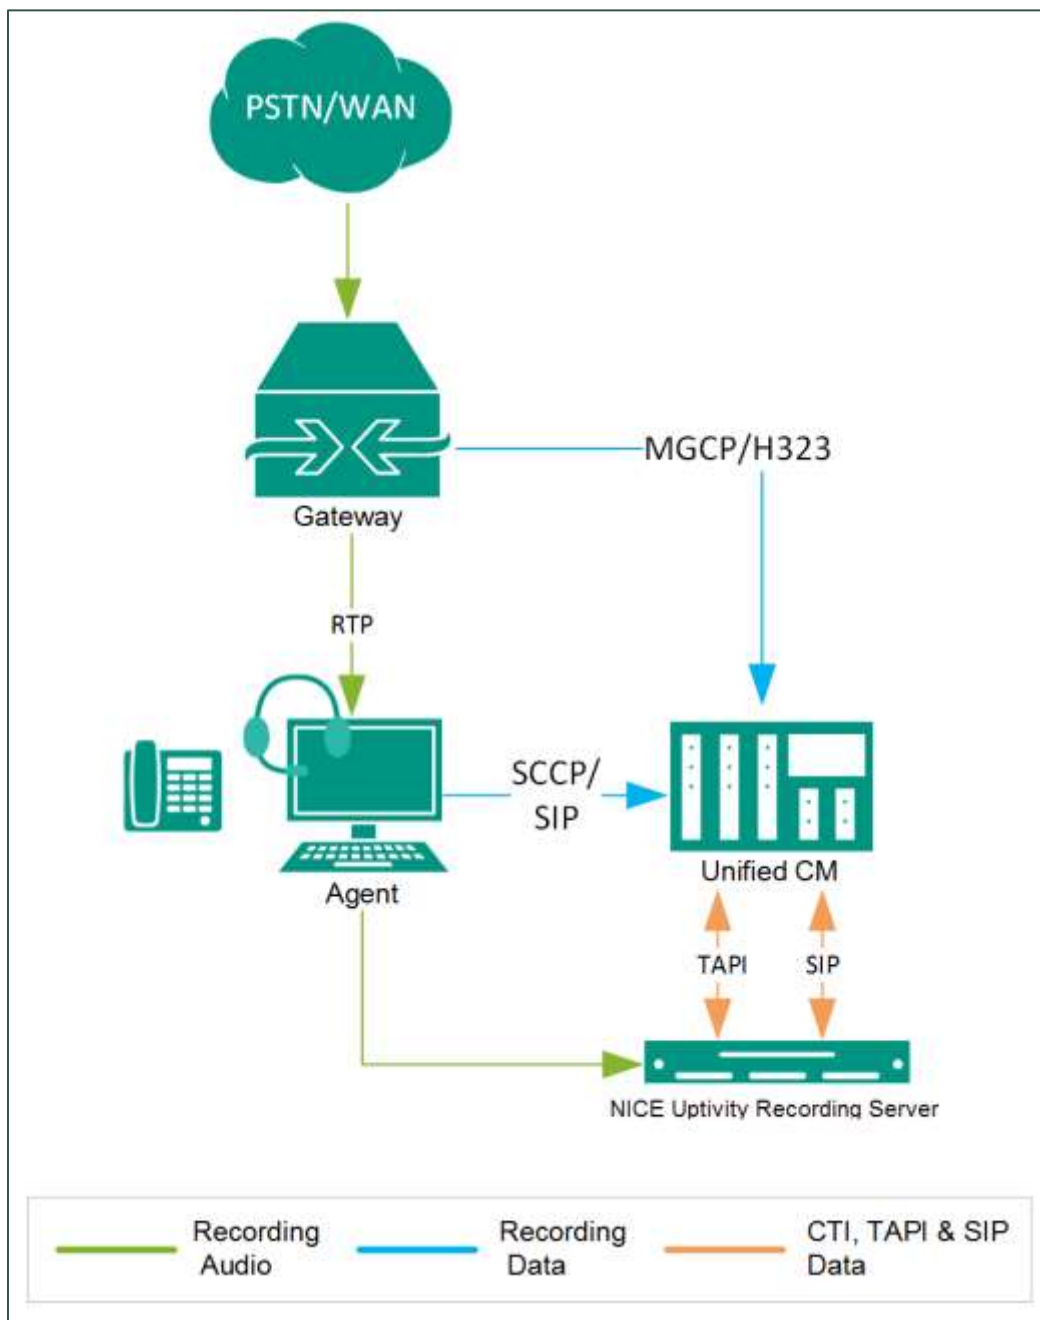 PSTN/WAN
MGCP/H323
Gateway
RTP
SCCP/
SIP
Unified CM
Agent
TAPI
SIP
NICE Uptivity Recording Server
Recording
Audio
Recording
Data
CTI, TAPI & SIP
Data